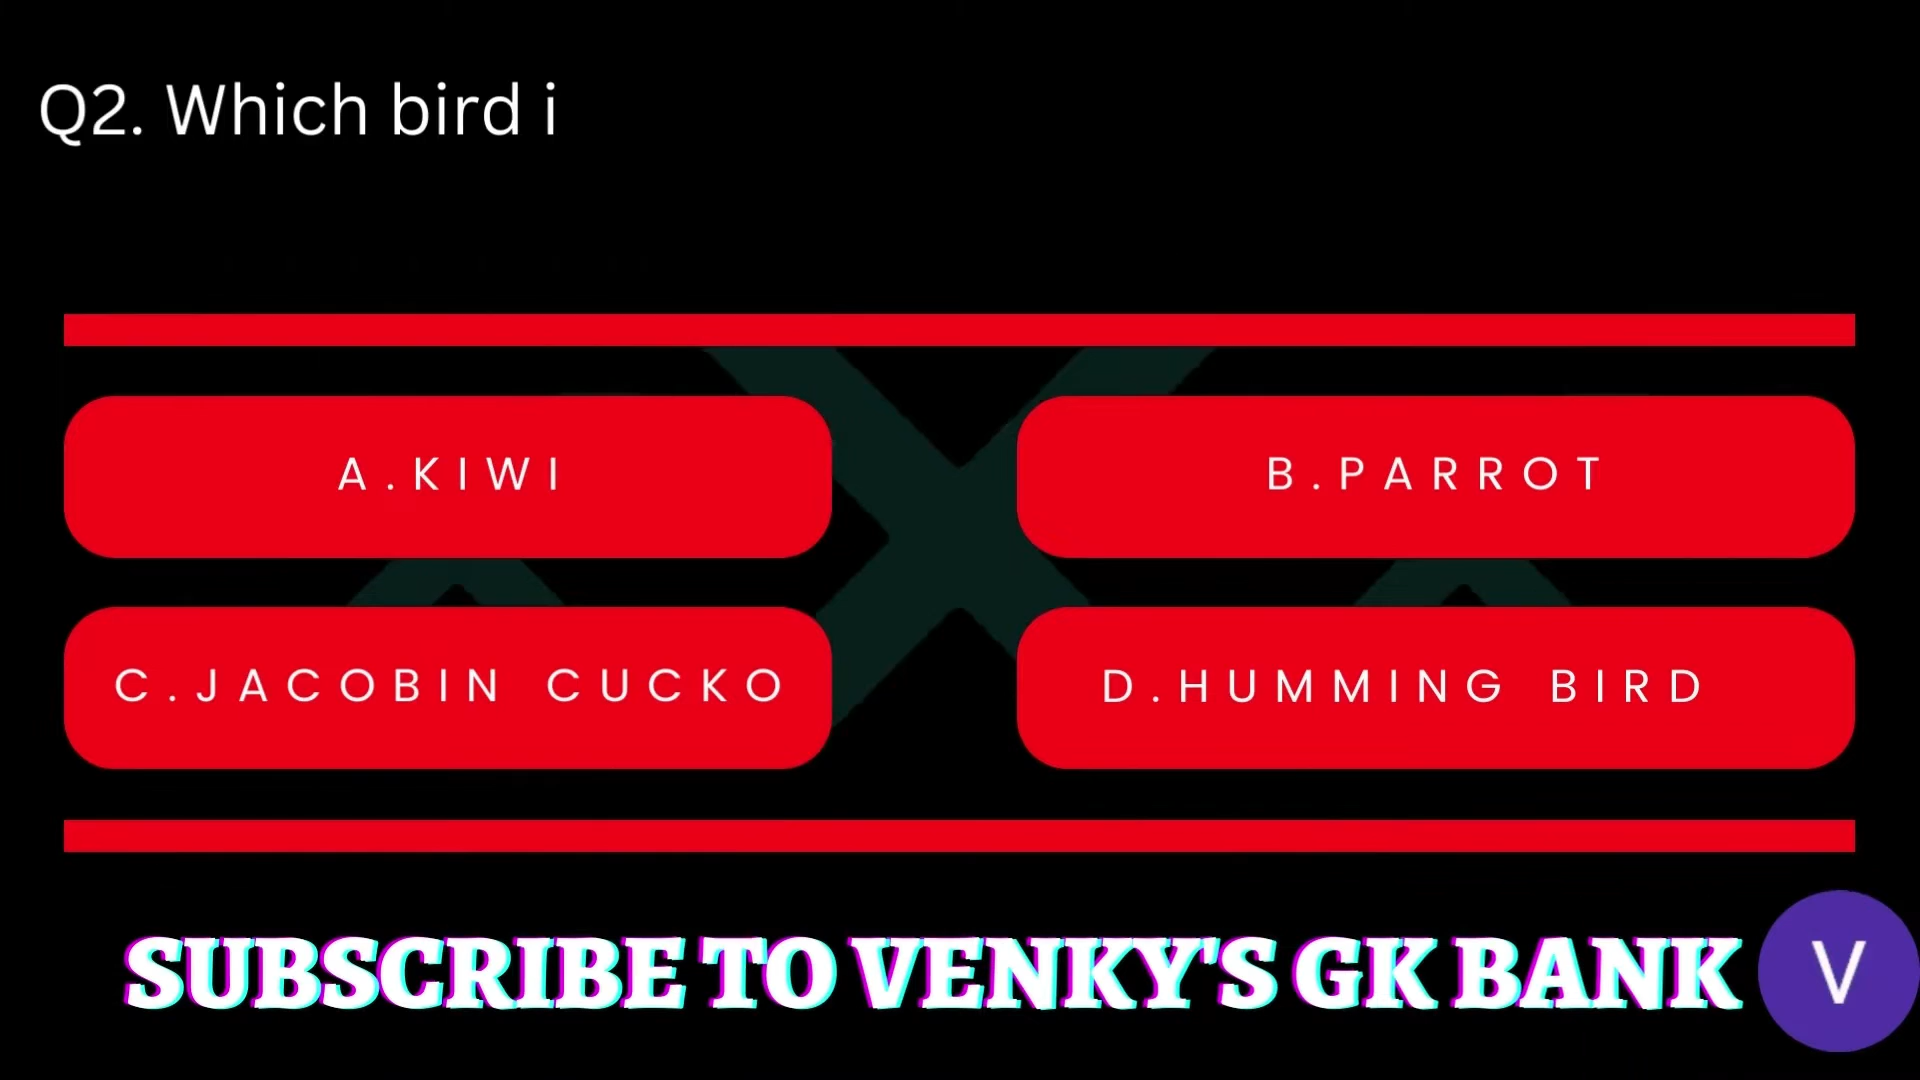 Q2. Which bird i
A.KIWI
B.PARROT
C.JACOBIN CUCKO
D.HUMMING BIRD
SUBSCRIBE TO VENKY'S GK BANK
V